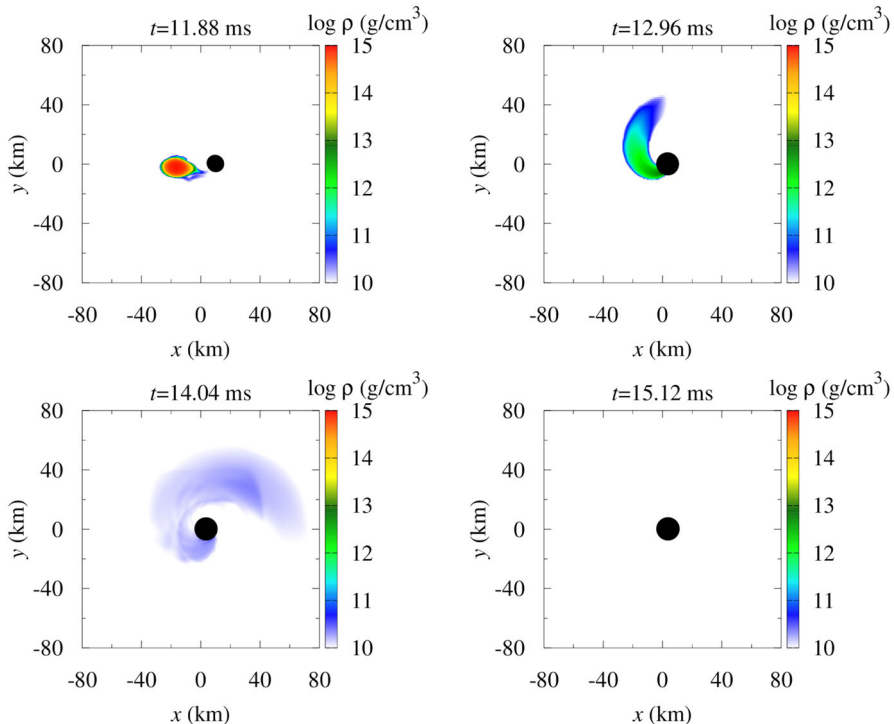 t=11.88 ms
log ρ (g/cm³)
80
40
0
-40
-80
y (km)
-80 -40 0 40 80
x (km)
15
14
13
12
11
10
t=12.96 ms
log ρ (g/cm³)
80
40
0
-40
-80
y (km)
-80 -40 0 40 80
x (km)
15
14
13
12
11
10
t=14.04 ms
log ρ (g/cm³)
80
40
0
-40
-80
y (km)
-80 -40 0 40 80
x (km)
15
14
13
12
11
10
t=15.12 ms
log ρ (g/cm³)
80
40
0
-40
-80
y (km)
-80 -40 0 40 80
x (km)
15
14
13
12
11
10